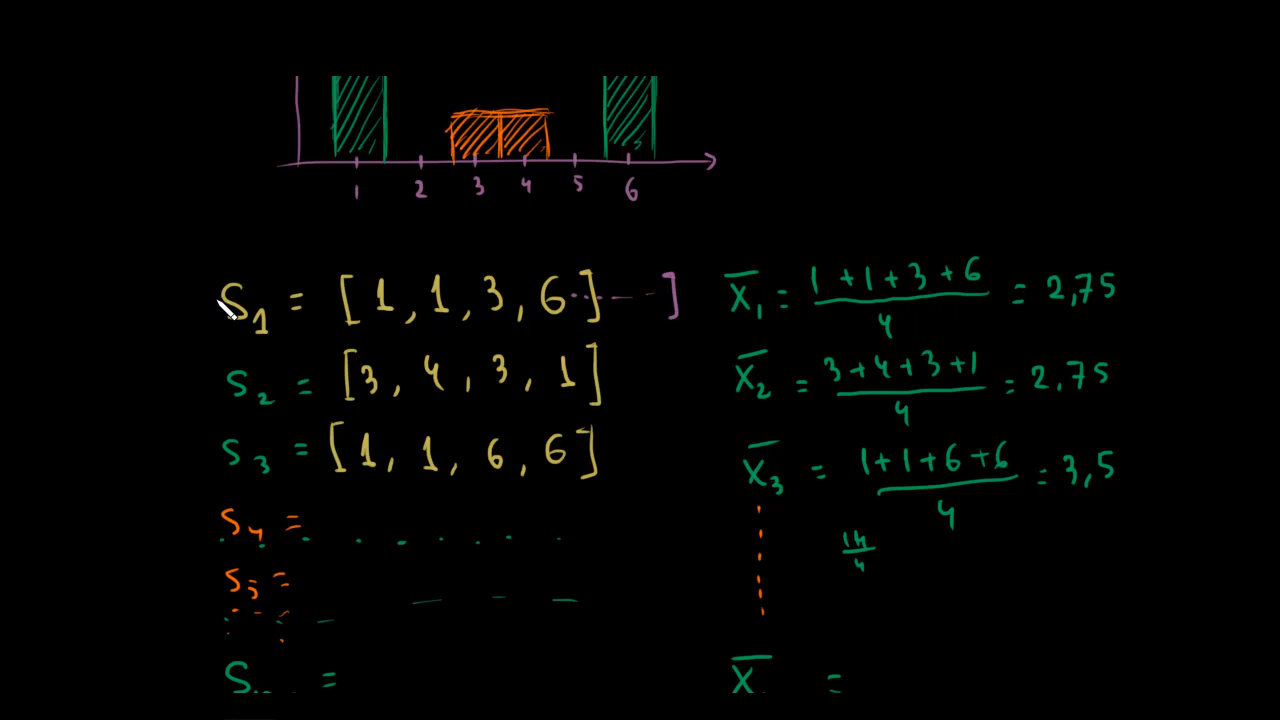 1 2 3 4 5 6
S₁ = [1, 1, 3, 6] ----]
X̅₁ = (1+1+3+6)/4 = 2,75
S₂ = [3, 4, 3, 1]
X̅₂ = (3+4+3+1)/4 = 2.75
S₃ = [1, 1, 6, 6]
X̅₃ = (1+1+6+6)/4 = 3,5
S₄ =
14/4
S₅ =
S =
X̅ =